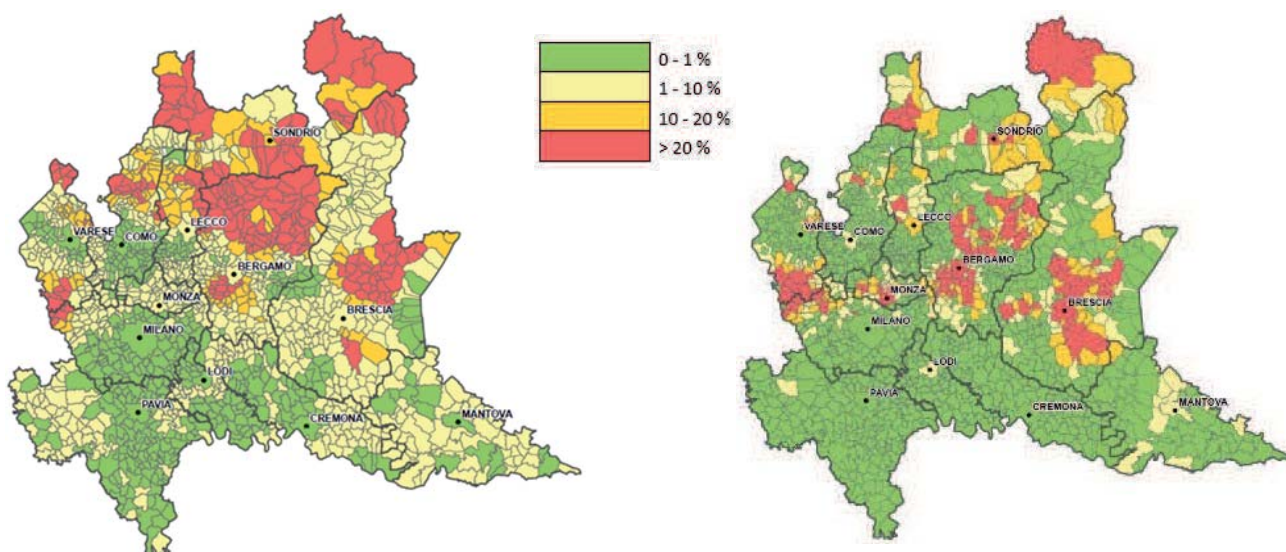 0 - 1 %
1 - 10 %
10 - 20 %
> 20 %
SONDRIO
LECCO
VARESE
COMO
BERGAMO
MONZA
BRESCIA
MILANO
LODI
PAVIA
CREMONA
MANTOVA
SONDRIO
LECCO
VARESE
COMO
BERGAMO
MONZA
BRESCIA
MILANO
LODI
PAVIA
CREMONA
MANTOVA